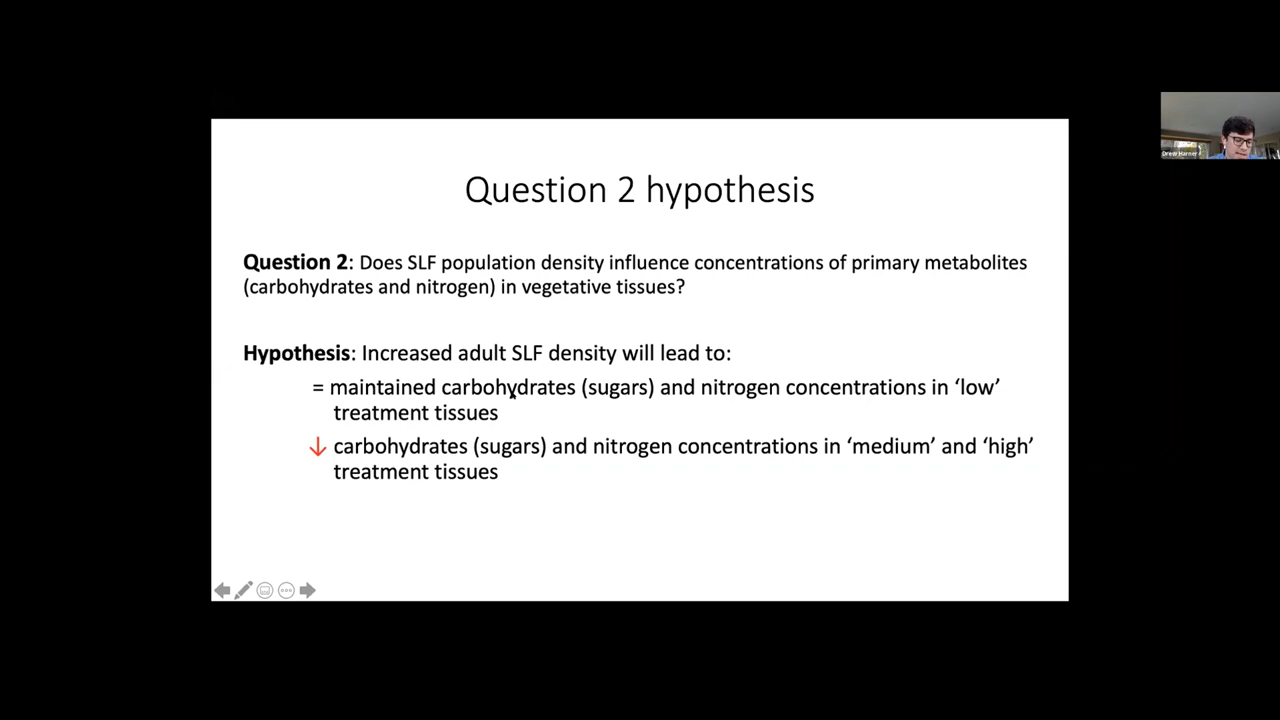 Question 2 hypothesis
Question 2: Does SLF population density influence concentrations of primary metabolites
(carbohydrates and nitrogen) in vegetative tissues?
Hypothesis: Increased adult SLF density will lead to:
= maintained carbohydrates (sugars) and nitrogen concentrations in ‘low’
treatment tissues
↓ carbohydrates (sugars) and nitrogen concentrations in ‘medium’ and ‘high’
treatment tissues
Drew Harner